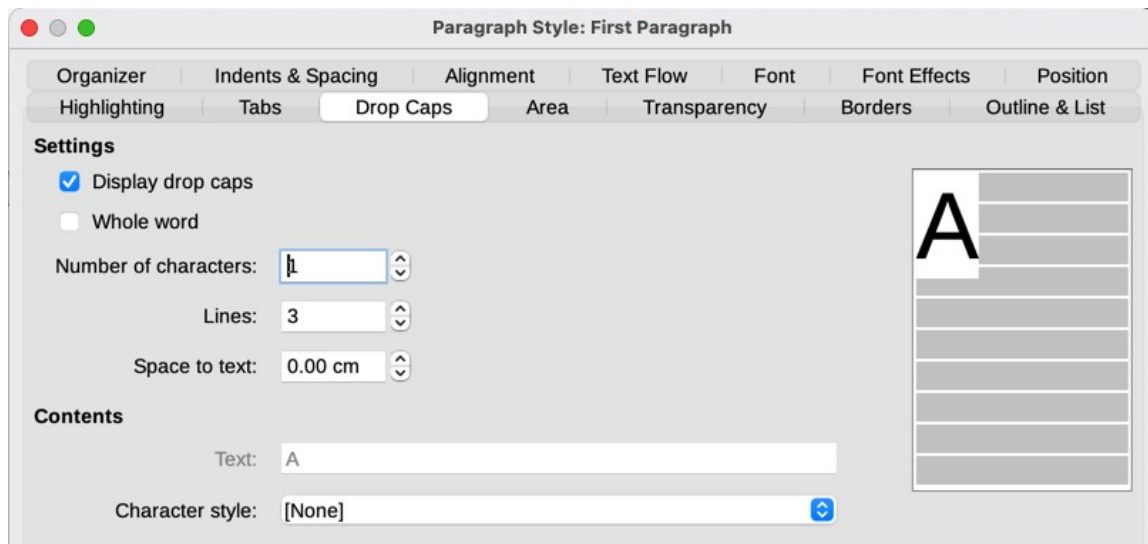 Paragraph Style: First Paragraph
Organizer Indents & Spacing Alignment Text Flow Font Font Effects Position
Highlighting Tabs Drop Caps Area Transparency Borders Outline & List
Settings
Display drop caps
Whole word
Number of characters: 1
Lines: 3
Space to text: 0.00 cm
Contents
Text: A
Character style: [None]
A